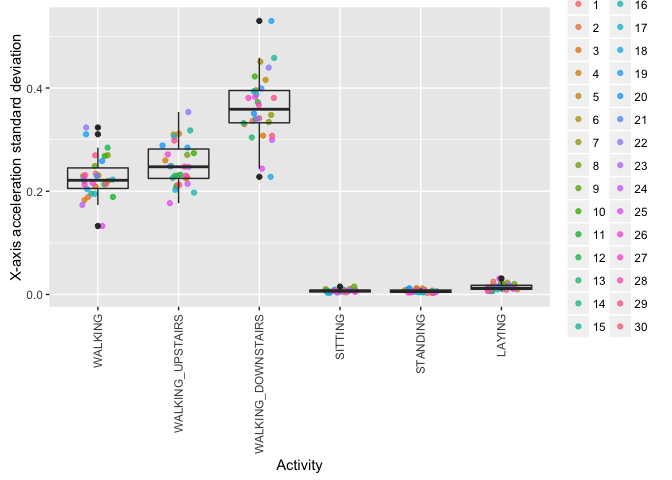 X-axis acceleration standard deviation
0.4
0.2
0.0
WALKING
WALKING_UPSTAIRS
WALKING_DOWNSTAIRS
SITTING
STANDING
LAYING
Activity
1 16
2 17
3 18
4 19
5 20
6 21
7 22
8 23
9 24
10 25
11 26
12 27
13 28
14 29
15 30